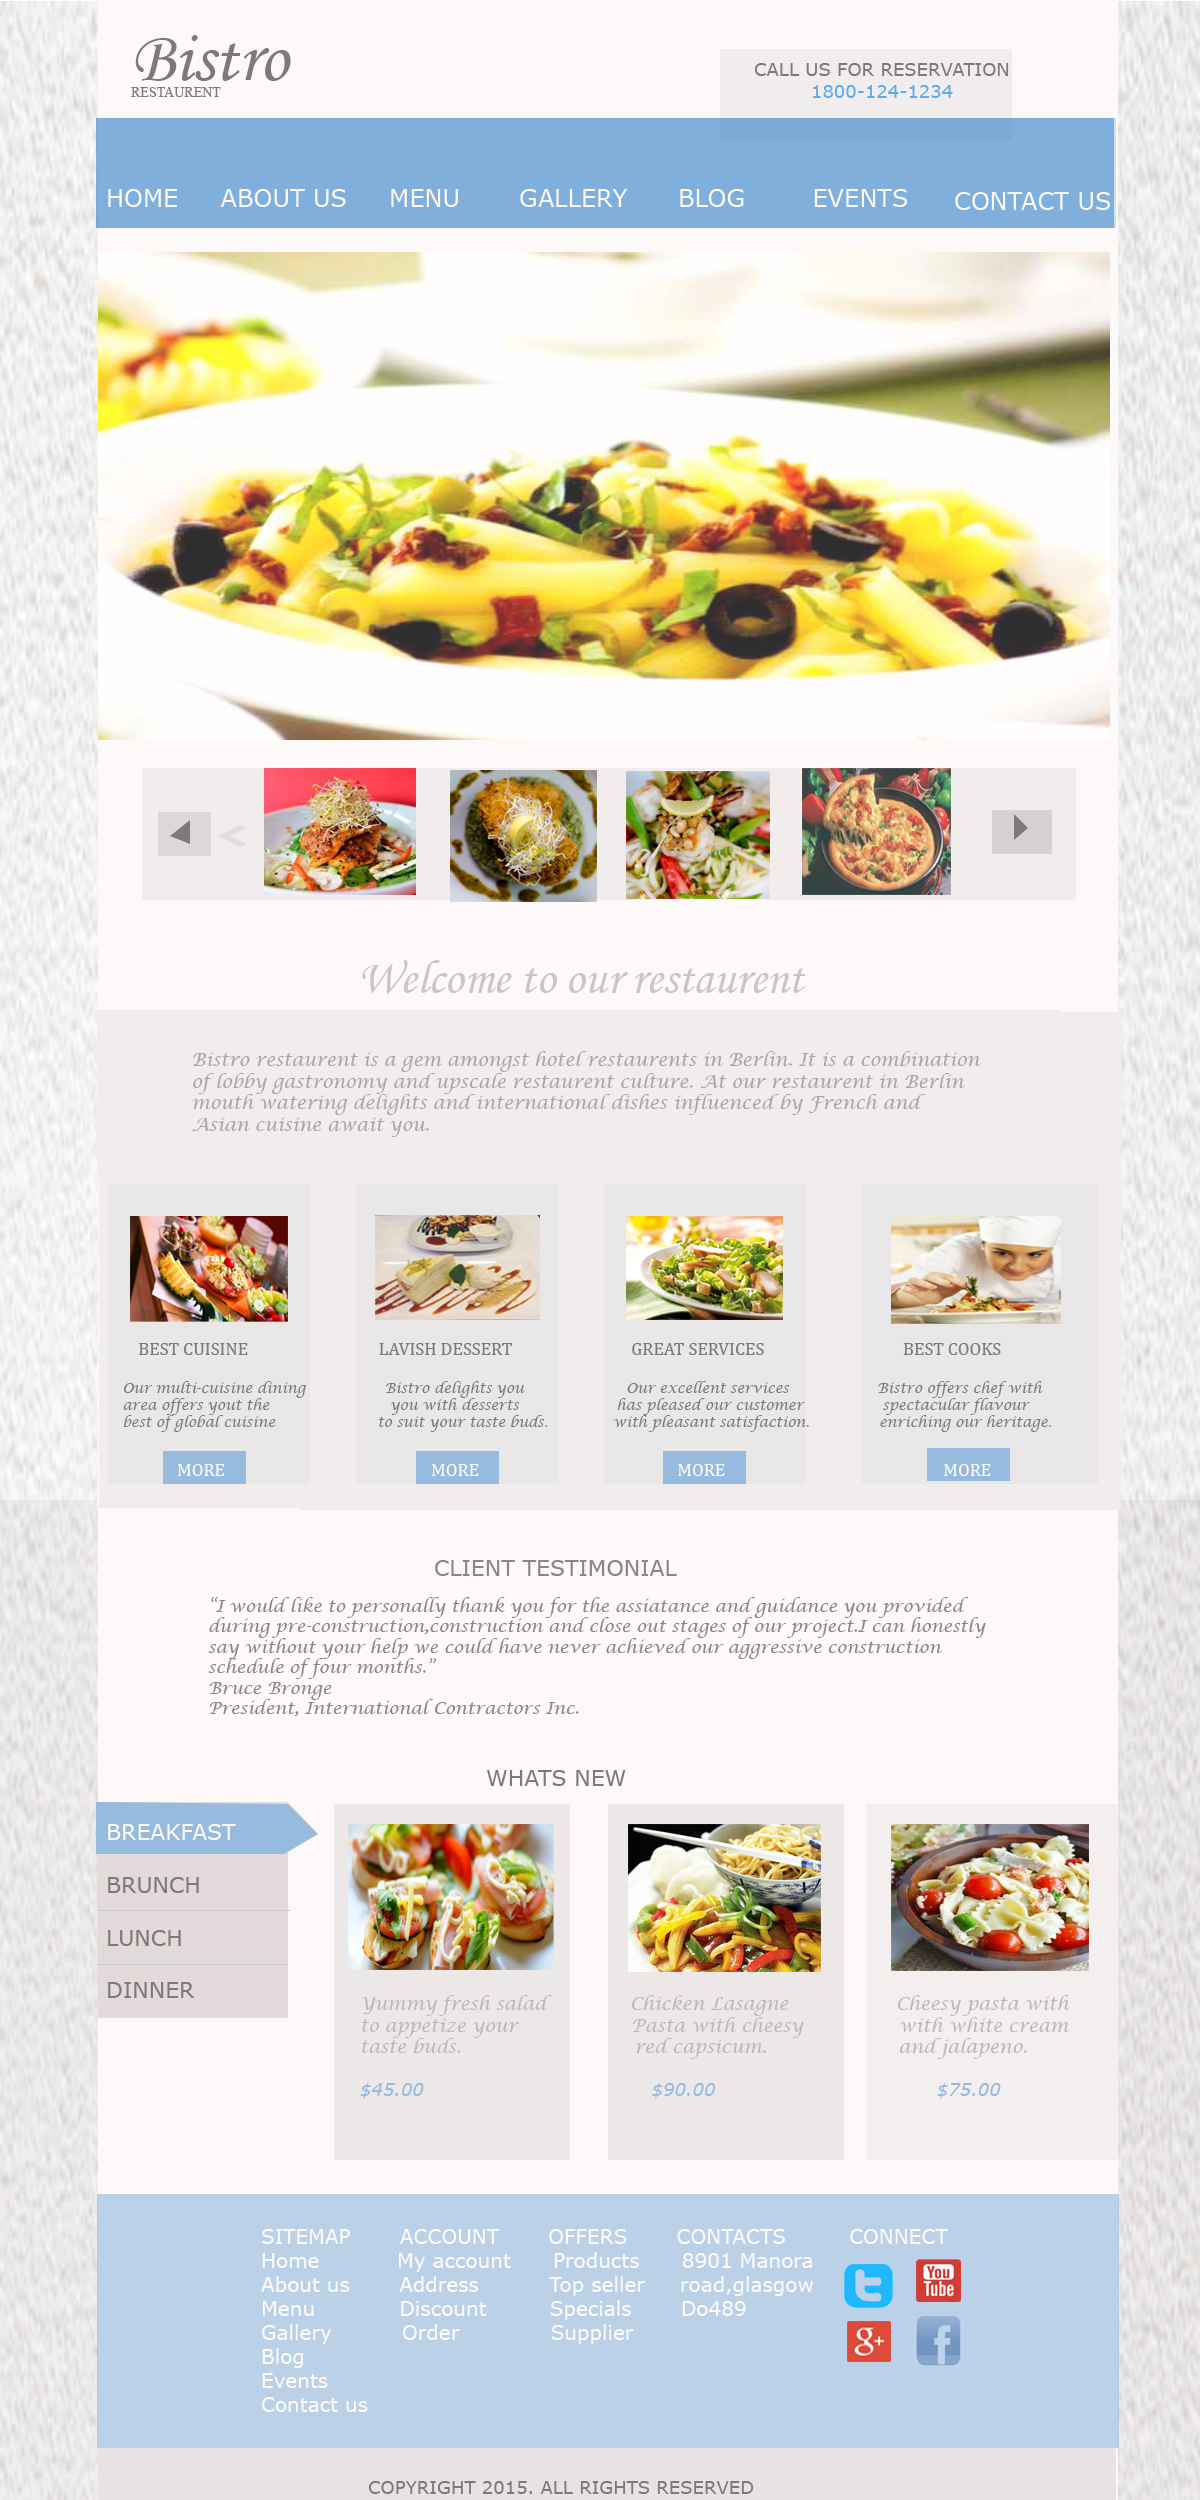 Bistro
RESTAURENT
CALL US FOR RESERVATION
1800-124-1234
HOME ABOUT US MENU GALLERY BLOG EVENTS CONTACT US
Welcome to our restaurent
Bistro restaurent is a gem amongst hotel restaurents in Berlin. It is a combination
of lobby gastronomy and upscale restaurent culture. At our restaurent in Berlin
mouth watering delights and international dishes influenced by French and
Asian cuisine await you.
BEST CUISINE
Our multi-cuisine dining
area offers yout the
best of global cuisine
MORE
LAVISH DESSERT
Bistro delights you
you with desserts
to suit your taste buds.
MORE
GREAT SERVICES
Our excellent services
has pleased our customer
with pleasant satisfaction.
MORE
BEST COOKS
Bistro offers chef with
spectacular flavour
enriching our heritage.
MORE
CLIENT TESTIMONIAL
“I would like to personally thank you for the assiatance and guidance you provided
during pre-construction,construction and close out stages of our project.I can honestly
say without your help we could have never achieved our aggressive construction
schedule of four months.”
Bruce Bronge
President, International Contractors Inc.
WHATS NEW
BREAKFAST
BRUNCH
LUNCH
DINNER
Yummy fresh salad
to appetize your
taste buds.
$45.00
Chicken Lasagne
Pasta with cheesy
red capsicum.
$90.00
Cheesy pasta with
with white cream
and jalapeno.
$75.00
SITEMAP
Home
About us
Menu
Gallery
Blog
Events
Contact us
ACCOUNT
My account
Address
Discount
Order
OFFERS
Products
Top seller
Specials
Supplier
CONTACTS
8901 Manora
road,glasgow
Do489
CONNECT
You
Tube
g+
COPYRIGHT 2015. ALL RIGHTS RESERVED